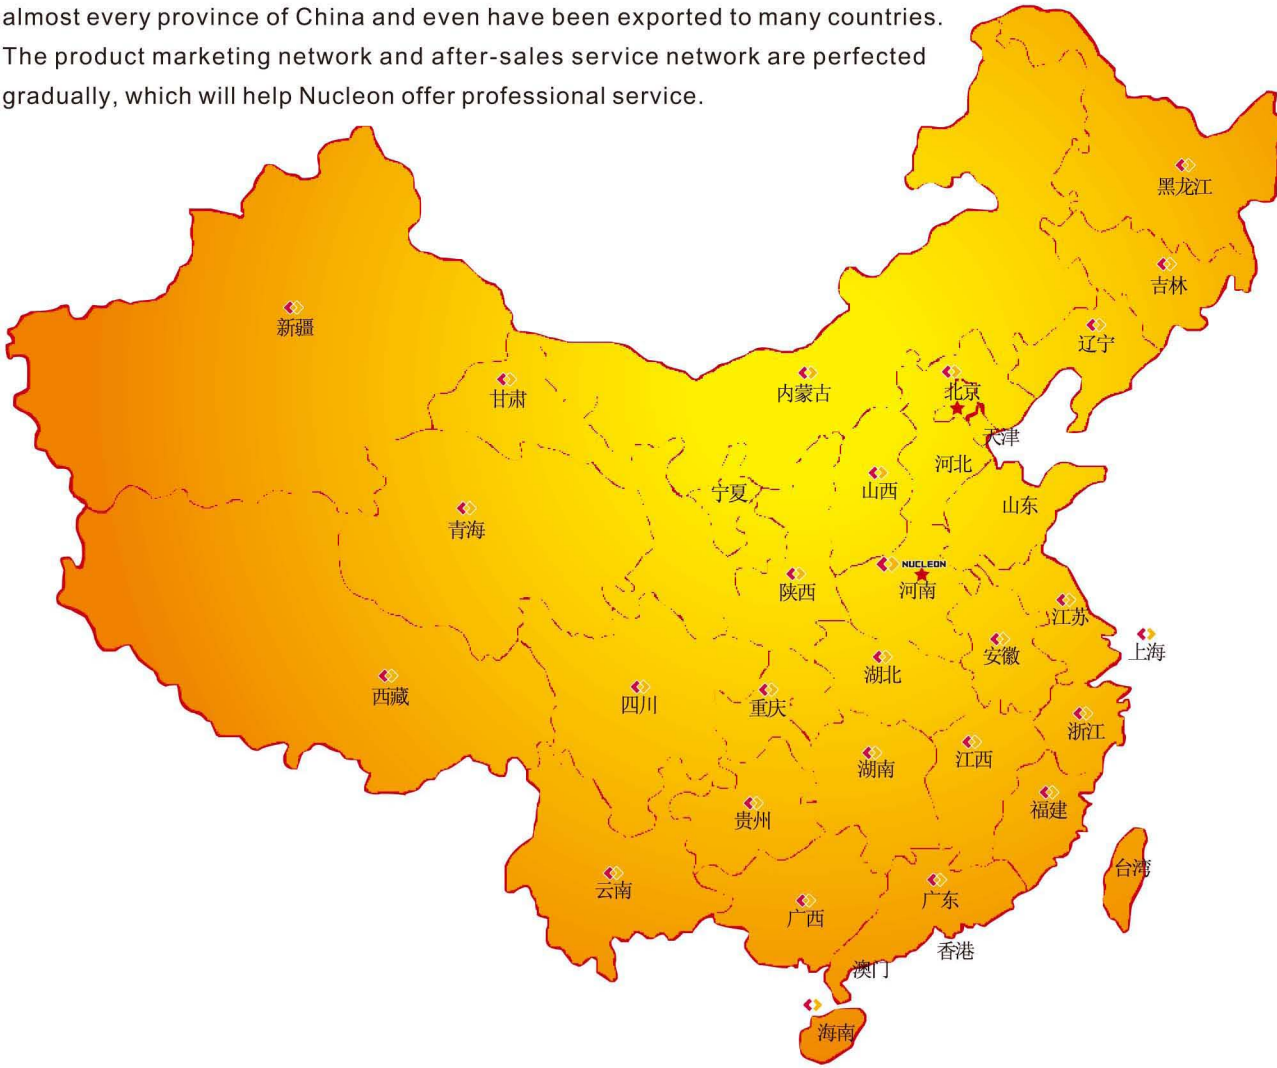 almost every province of China and even have been exported to many countries.
The product marketing network and after-sales service network are perfected
gradually, which will help Nucleon offer professional service.
黑龙江
吉林
新疆
辽宁
内蒙古
北京
甘肃
天津
河北
山西
宁夏
山东
青海
NUCLEON
河南
陕西
江苏
上海
安徽
湖北
西藏
四川
重庆
浙江
江西
湖南
福建
贵州
台湾
云南
广东
广西
香港
澳门
海南